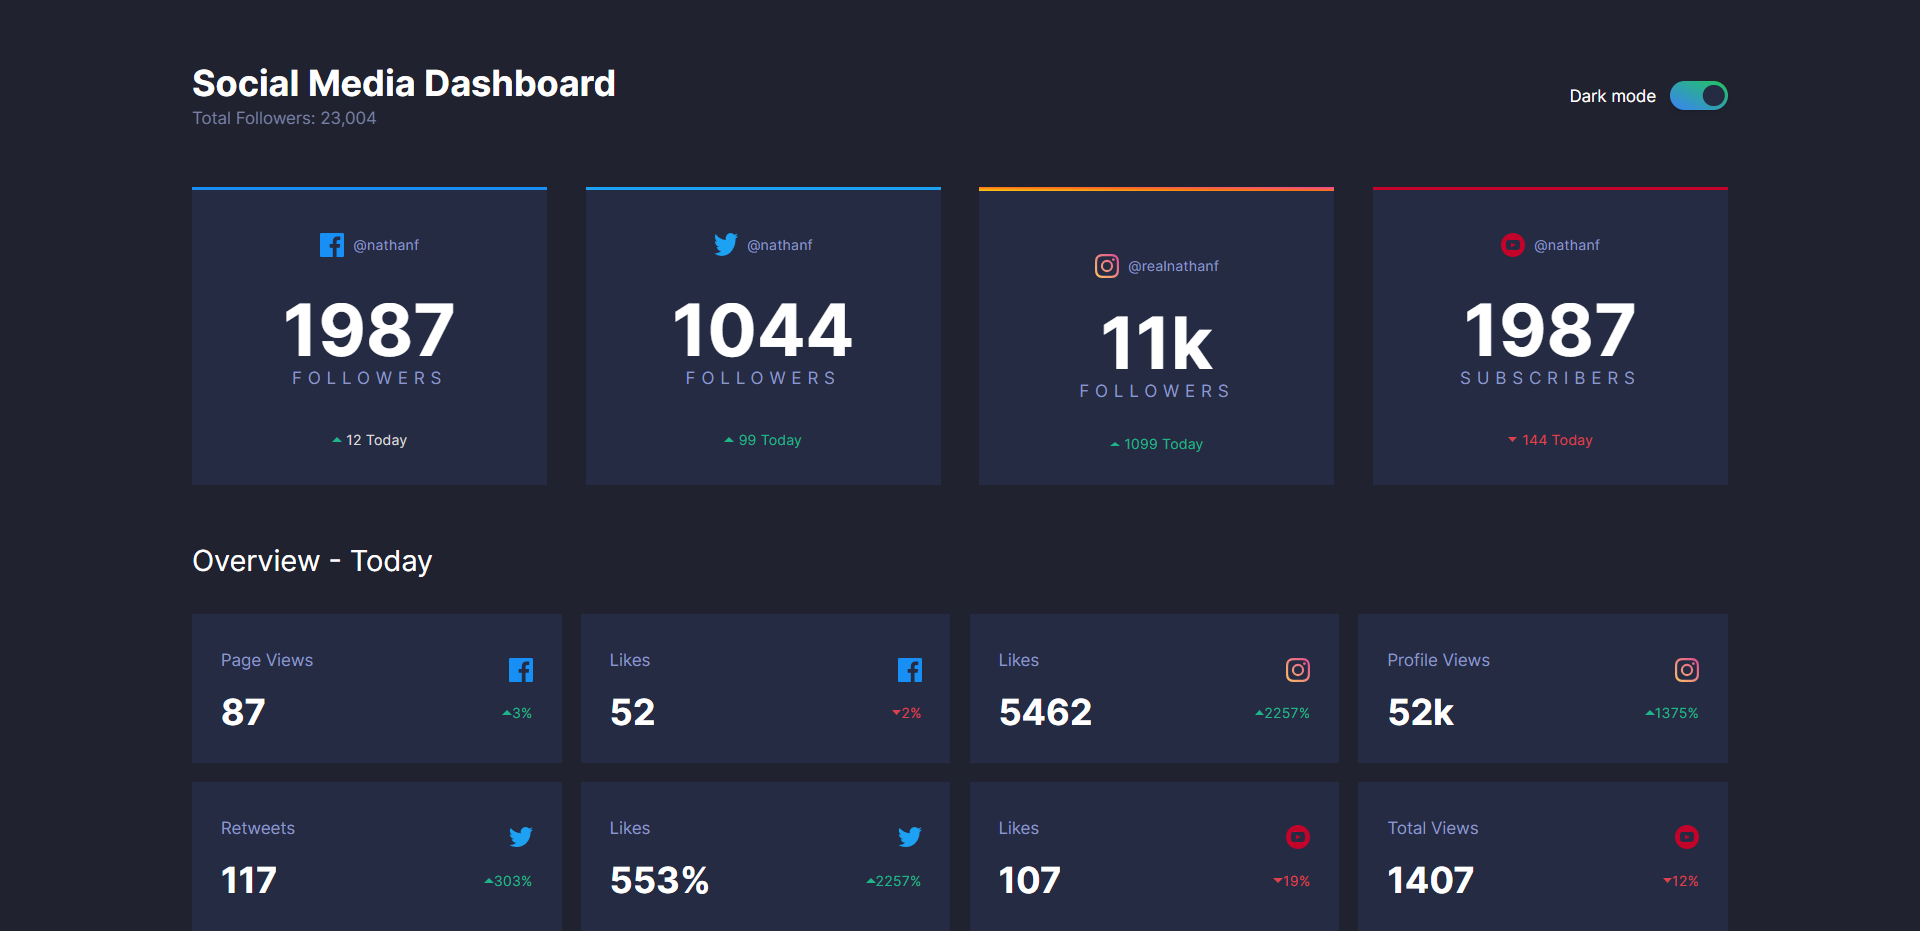 Social Media Dashboard
Total Followers: 23,004
Dark mode
@nathanf
1987
FOLLOWERS
12 Today
@nathanf
1044
FOLLOWERS
99 Today
@realnathanf
11k
FOLLOWERS
1099 Today
@nathanf
1987
SUBSCRIBERS
144 Today
Overview - Today
Page Views
87
3%
Likes
52
2%
Likes
5462
2257%
Profile Views
52k
1375%
Retweets
117
303%
Likes
553%
2257%
Likes
107
19%
Total Views
1407
12%